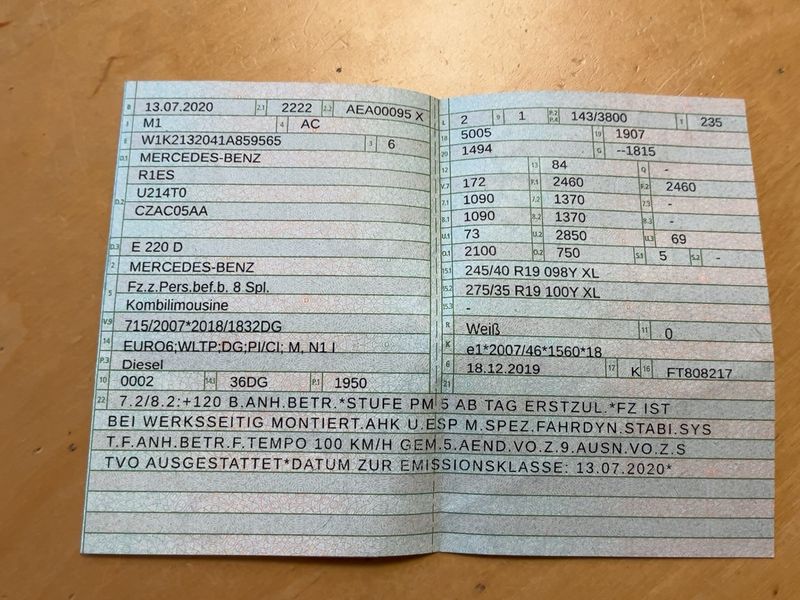 B 13.07.2020 2.1 2222 2.2 AEA00095 X
J M1 4 AC
E W1K2132041A859565 3 6
D.1 MERCEDES-BENZ
R1ES
D.2 U214T0
CZAC05AA
D.3 E 220 D
2 MERCEDES-BENZ
5 Fz.z.Pers.bef.b. 8 Spl.
Kombilimousine
V.9 715/2007*2018/1832DG
14 EURO6;WLTP;DG;PI/CI; M, N1 I
P.3 Diesel
10 0002 14.1 36DG P.1 1950
L 2 9 1 P.2 P.4 143/3800 T 235
18 5005 19 1907
20 1494 G --1815
12 13 84 Q -
V.7 172 F.1 2460 F.2 2460
7.1 1090 7.2 1370 7.3 -
8.1 1090 8.2 1370 8.3 -
U.1 73 U.2 2850 U.3 69
O.1 2100 O.2 750 S.1 5 S.2 -
15.1 245/40 R19 098Y XL
15.2 275/35 R19 100Y XL
15.3 -
R Weiß 11 0
K e1*2007/46*1560*18
6 18.12.2019 17 K 16 FT808217
21
22 7.2/8.2:+120 B.ANH.BETR.*STUFE PM 5 AB TAG ERSTZUL.*FZ IST
BEI WERKSSEITIG MONTIERT.AHK U.ESP M.SPEZ.FAHRDYN.STABI.SYS
T.F.ANH.BETR.F.TEMPO 100 KM/H GEM.5.AEND.VO.Z.9.AUSN.VO.Z.S
TVO AUSGESTATTET*DATUM ZUR EMISSIONSKLASSE: 13.07.2020*